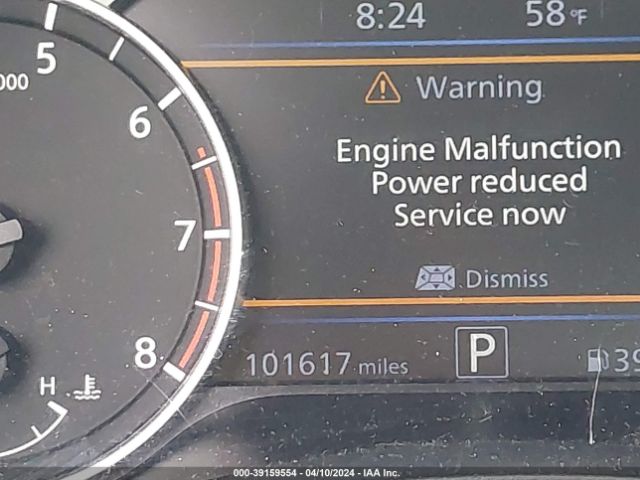 8:24 58°F
5
000
Warning
6
Engine Malfunction
Power reduced
Service now
7
Dismiss
8
101617 miles P 39
H
000-39159554 - 04/10/2024 - IAA Inc.